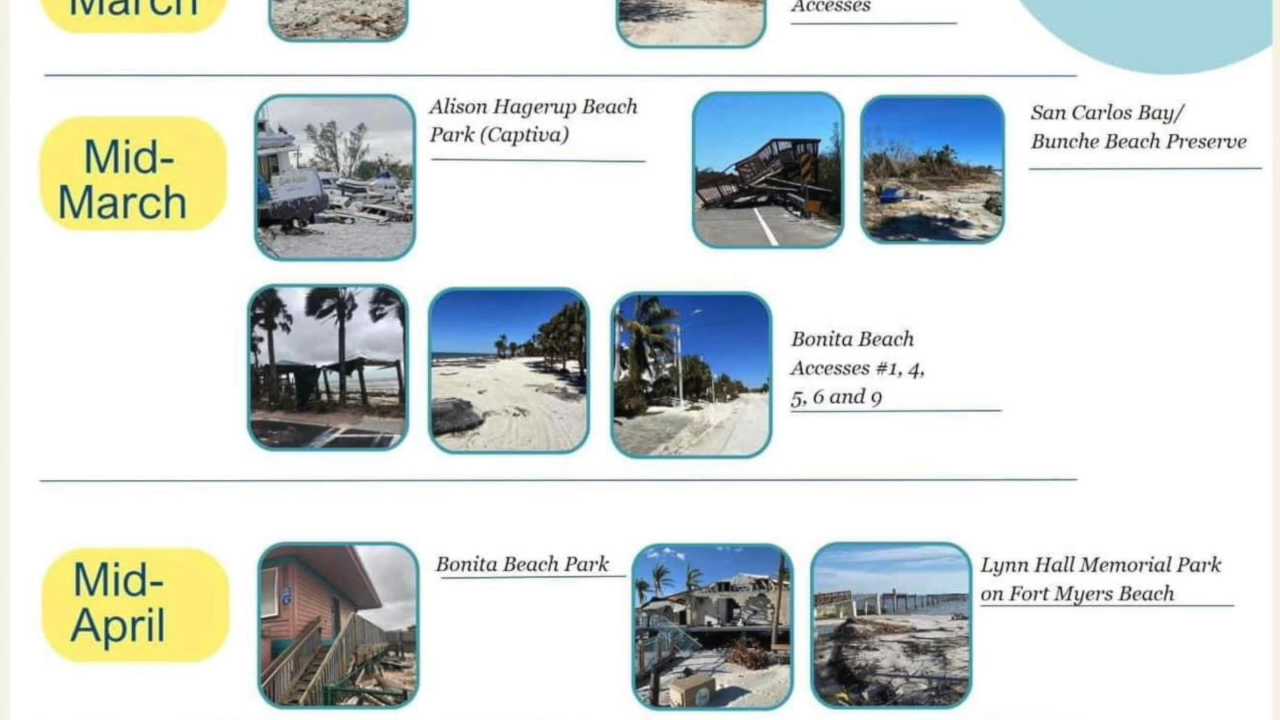 March
Accesses
Mid-
March
Alison Hagerup Beach
Park (Captiva)
San Carlos Bay/
Bunche Beach Preserve
Bonita Beach
Accesses #1, 4,
5, 6 and 9
Mid-
April
Bonita Beach Park
Lynn Hall Memorial Park
on Fort Myers Beach